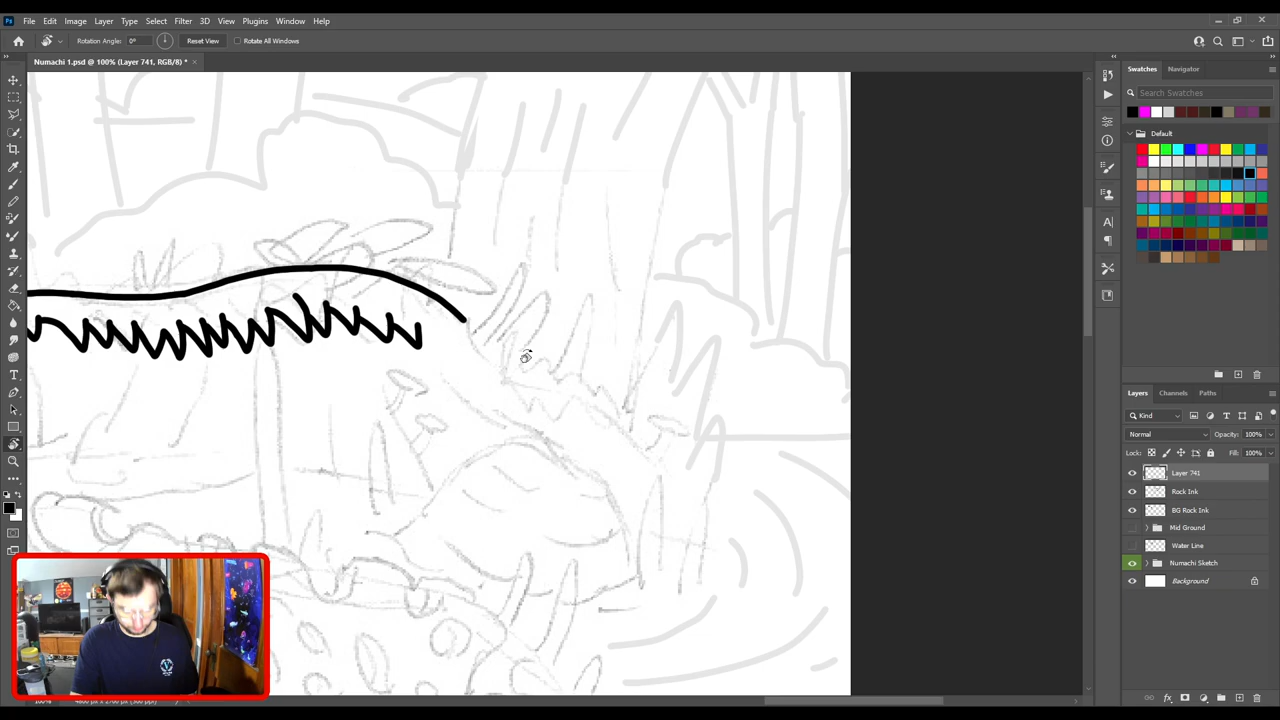 Ps File Edit Image Layer Type Select Filter 3D View Plugins Window Help
Rotation Angle: 0° Reset View Rotate All Windows
Numachi 1.psd @ 100% (Layer 741, RGB/8) *
Swatches Navigator
Search Swatches
Default
Layers Channels Paths
Kind
Normal Opacity: 100%
Lock: Fill: 100%
Layer 741
Rock Ink
BG Rock Ink
Mid Ground
Water Line
Numachi Sketch
Background
100%